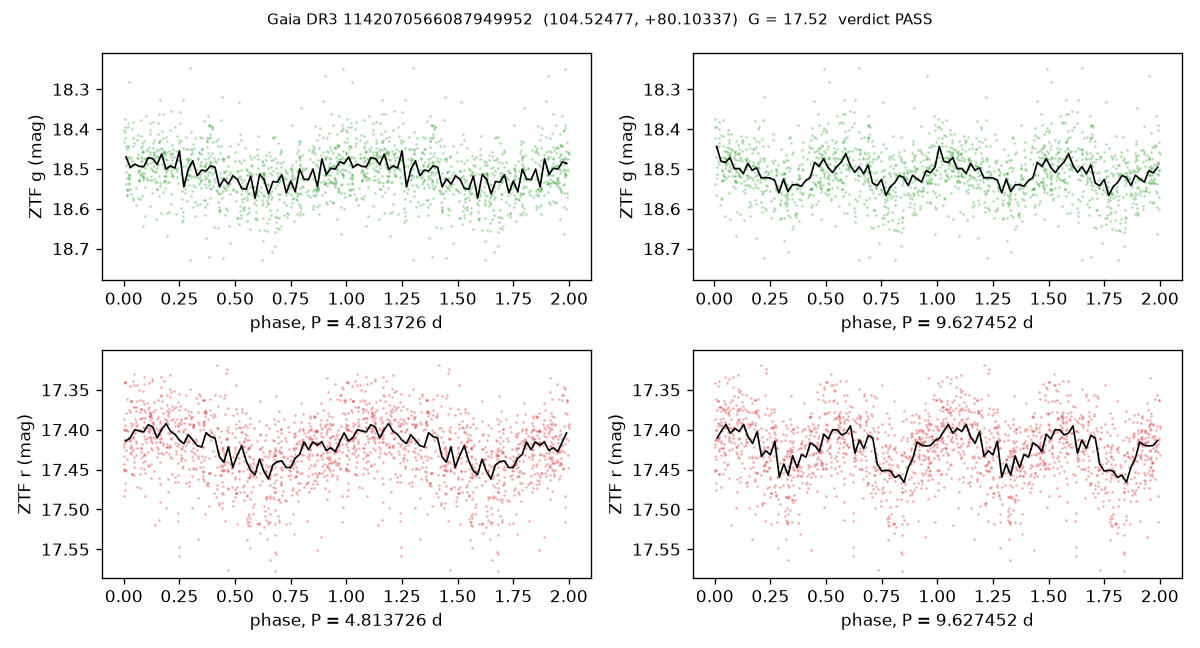 Gaia DR3 1142070566087949952 (104.52477, +80.10337) G = 17.52 verdict PASS
ZTF g (mag)
18.3
18.4
18.5
18.6
18.7
0.00 0.25 0.50 0.75 1.00 1.25 1.50 1.75 2.00
phase, P = 4.813726 d
ZTF g (mag)
18.3
18.4
18.5
18.6
18.7
0.00 0.25 0.50 0.75 1.00 1.25 1.50 1.75 2.00
phase, P = 9.627452 d
ZTF r (mag)
17.35
17.40
17.45
17.50
17.55
0.00 0.25 0.50 0.75 1.00 1.25 1.50 1.75 2.00
phase, P = 4.813726 d
ZTF r (mag)
17.35
17.40
17.45
17.50
17.55
0.00 0.25 0.50 0.75 1.00 1.25 1.50 1.75 2.00
phase, P = 9.627452 d